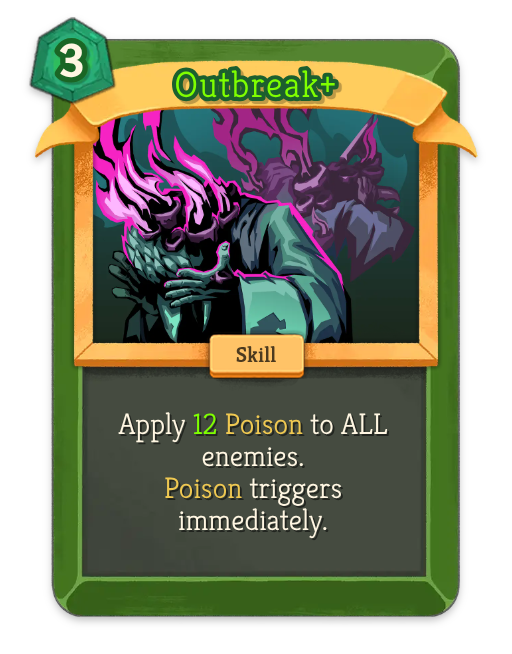 3
Outbreak+
Skill
Apply 12 Poison to ALL
enemies.
Poison triggers
immediately.